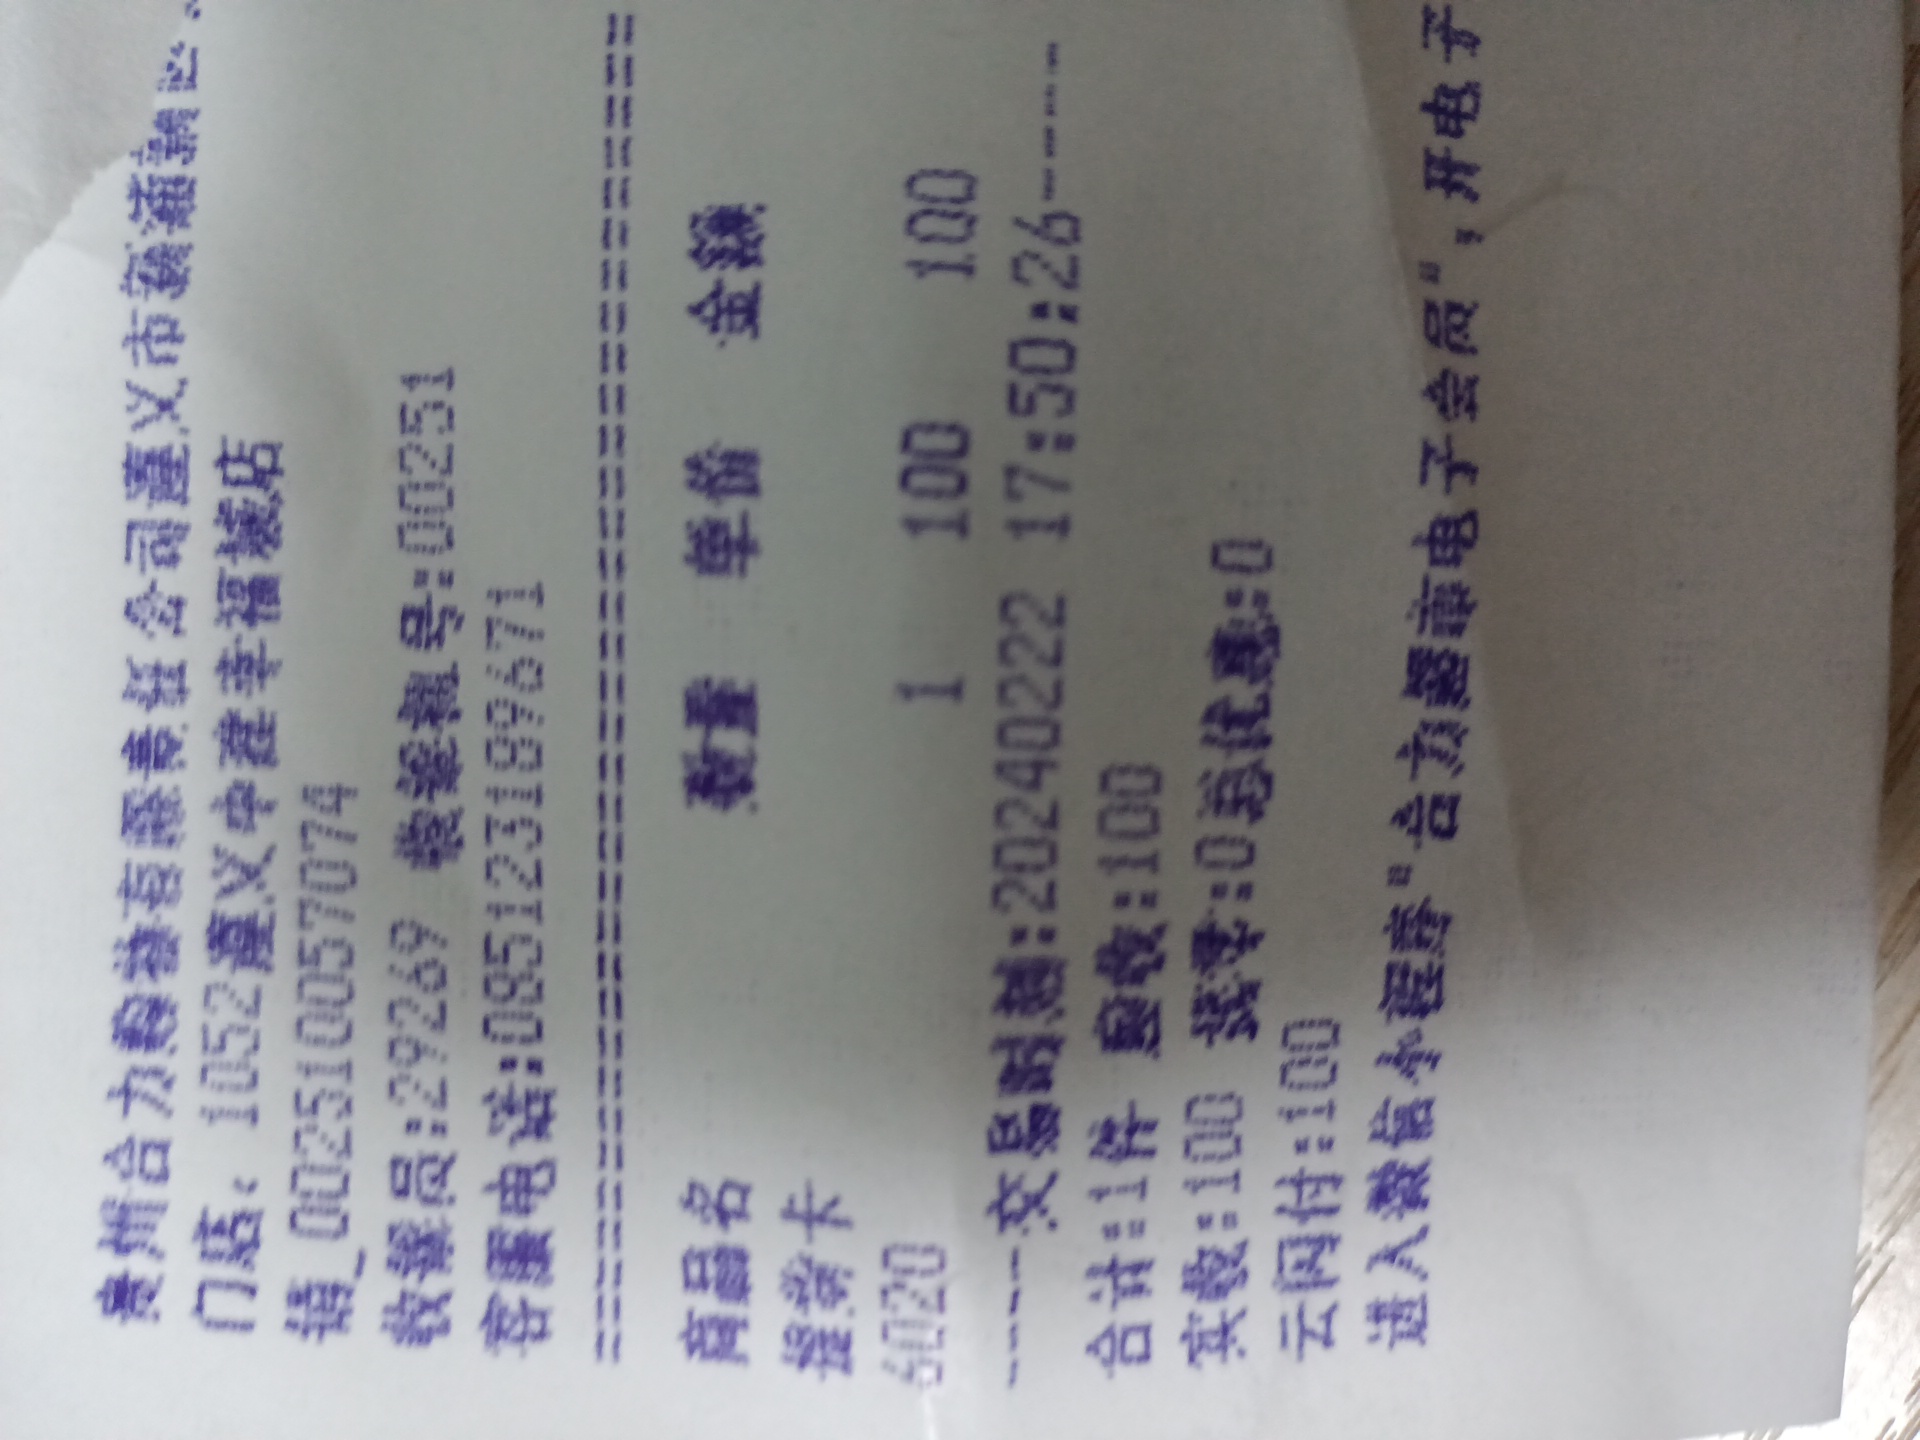 贵州合力购物有限责任公司遵义市新蒲新区
门店: 1052遵义中建幸福城店
销_0025100570074
收银员:29269 收银机号:00251
客服电话:085123189671
================================
商品名 数量 单价 金额
提货卡
6020 1 100 100
----交易时间:20240222 17:50:26----
合计:1件 应收:100
实收:100 找零:0总优惠:0
云闪付:100
进入微信小程序"合力惠市电子会员",开电子